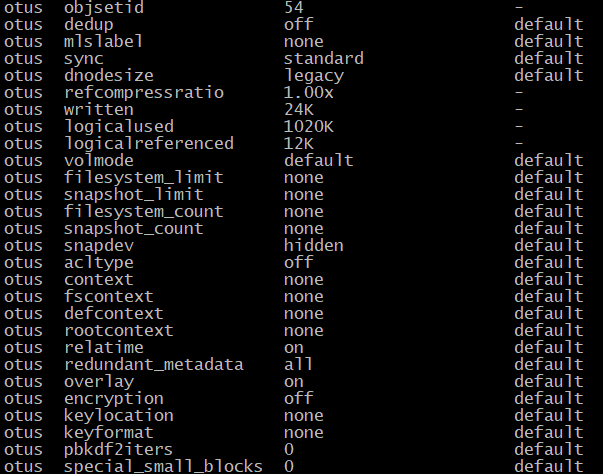 otus  objsetid              54                     -
otus  dedup                 off                    default
otus  mlslabel              none                   default
otus  sync                  standard               default
otus  dnodesize             legacy                 default
otus  refcompressratio      1.00x                  -
otus  written               24K                    -
otus  logicalused           1020K                  -
otus  logicalreferenced     12K                    -
otus  volmode               default                default
otus  filesystem_limit      none                   default
otus  snapshot_limit        none                   default
otus  filesystem_count      none                   default
otus  snapshot_count        none                   default
otus  snapdev               hidden                 default
otus  acltype               off                    default
otus  context               none                   default
otus  fscontext             none                   default
otus  defcontext            none                   default
otus  rootcontext           none                   default
otus  relatime              on                     default
otus  redundant_metadata    all                    default
otus  overlay               on                     default
otus  encryption            off                    default
otus  keylocation           none                   default
otus  keyformat             none                   default
otus  pbkdf2iters           0                      default
otus  special_small_blocks  0                      default